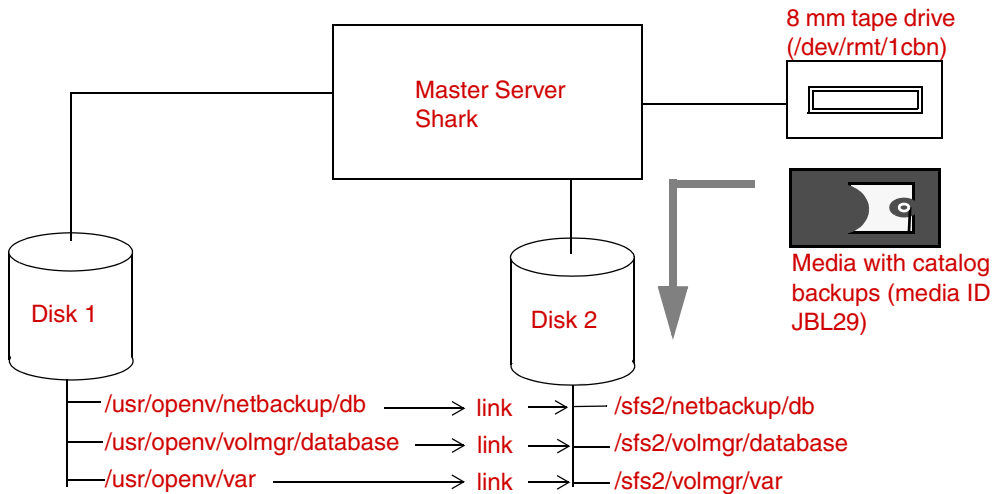 8 mm tape drive
(/dev/rmt/1cbn)
Master Server
Shark
Media with catalog
backups (media ID
JBL29)
Disk 1
Disk 2
/usr/openv/netbackup/db link /sfs2/netbackup/db
/usr/openv/volmgr/database link /sfs2/volmgr/database
/usr/openv/var link /sfs2/volmgr/var